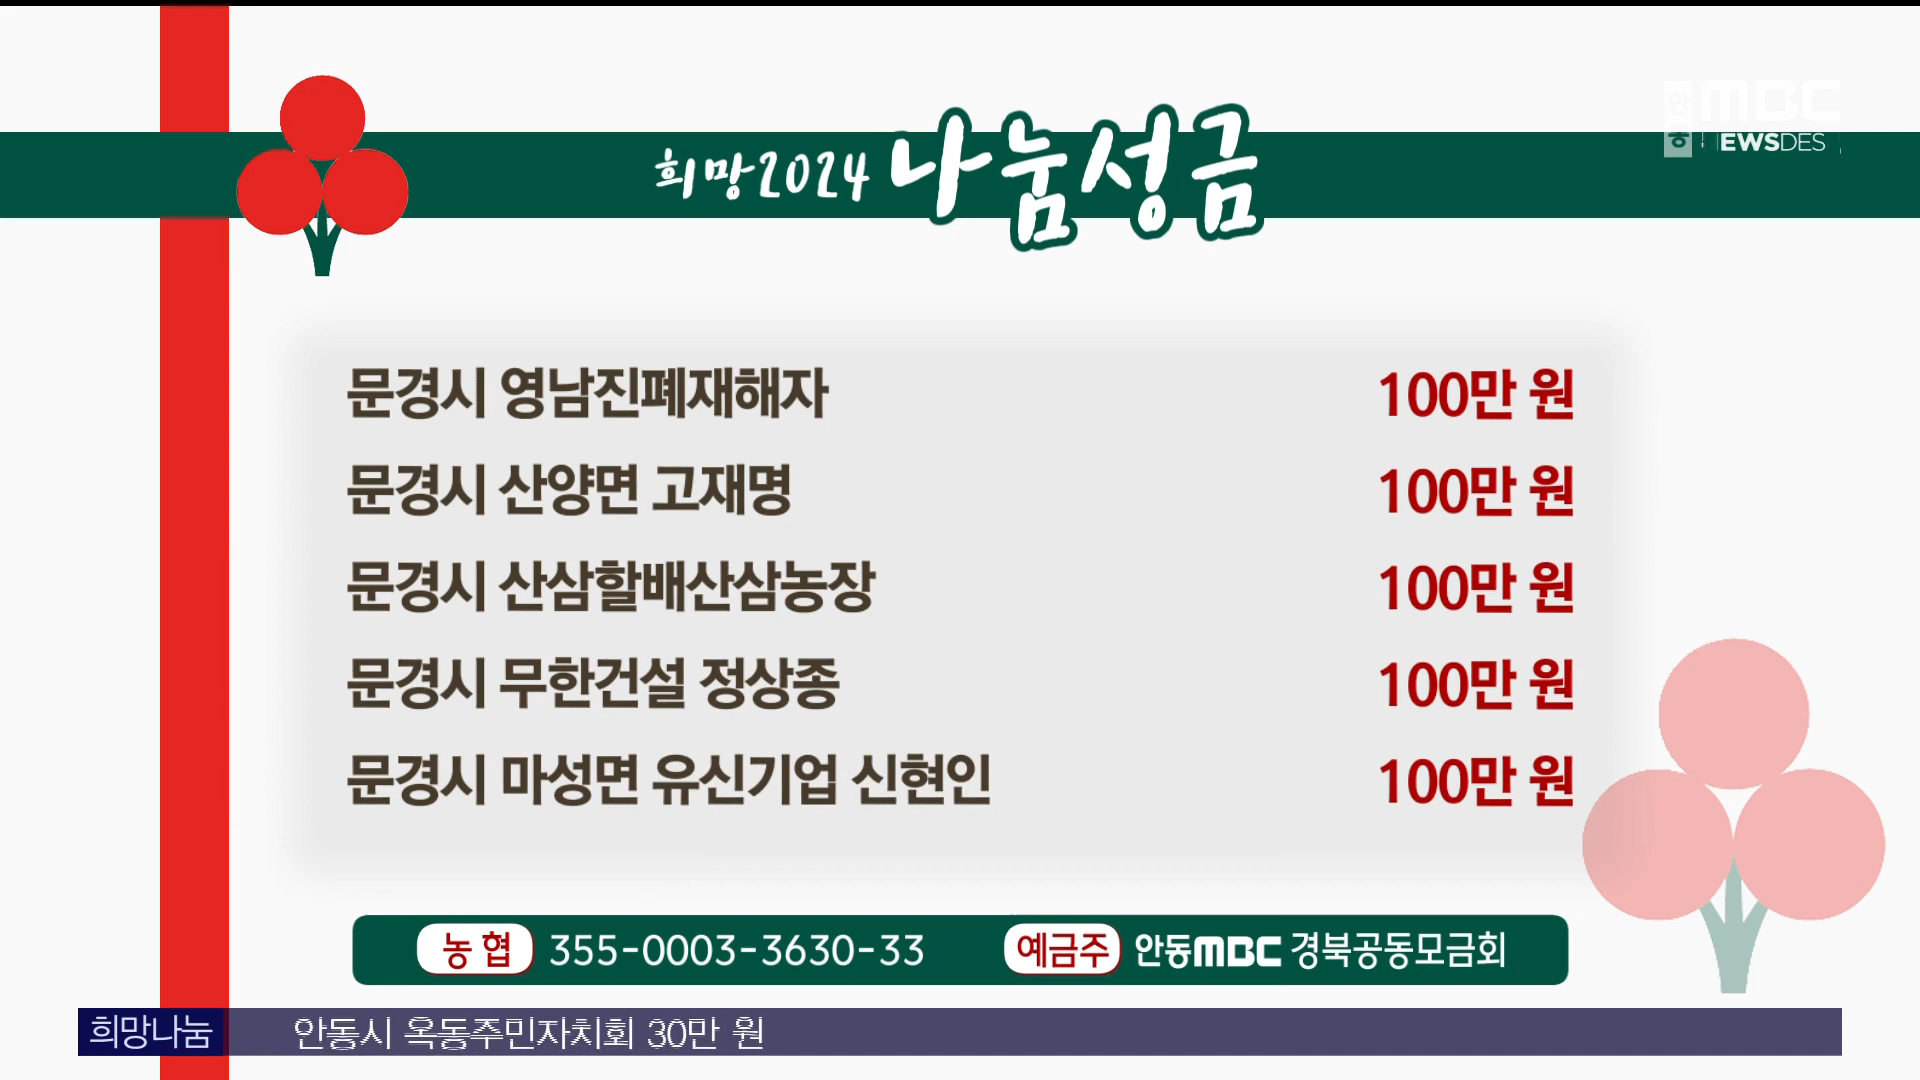 희망2024 나눔성금
안동 MBC
NEWSDES
문경시 영남진폐재해자 100만 원
문경시 산양면 고재명 100만 원
문경시 산삼할배산삼농장 100만 원
문경시 무한건설 정상종 100만 원
문경시 마성면 유신기업 신현인 100만 원
농협 355-0003-3630-33 예금주 안동MBC 경북공동모금회
희망나눔 안동시 옥동주민자치회 30만 원